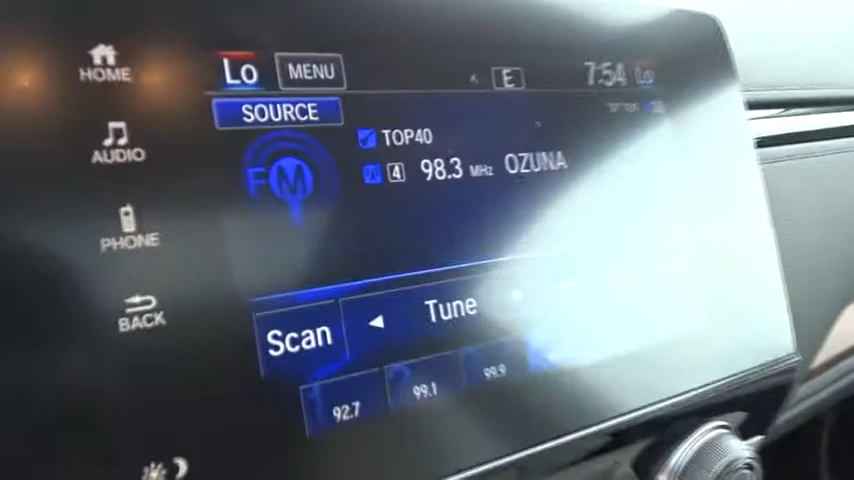 HOME
Lo MENU E 7:54 Lo
SOURCE
AUDIO
TOP40
FM 4 98.3 MHz OZUNA
PHONE
BACK
Scan Tune
92.7 99.1 99.9